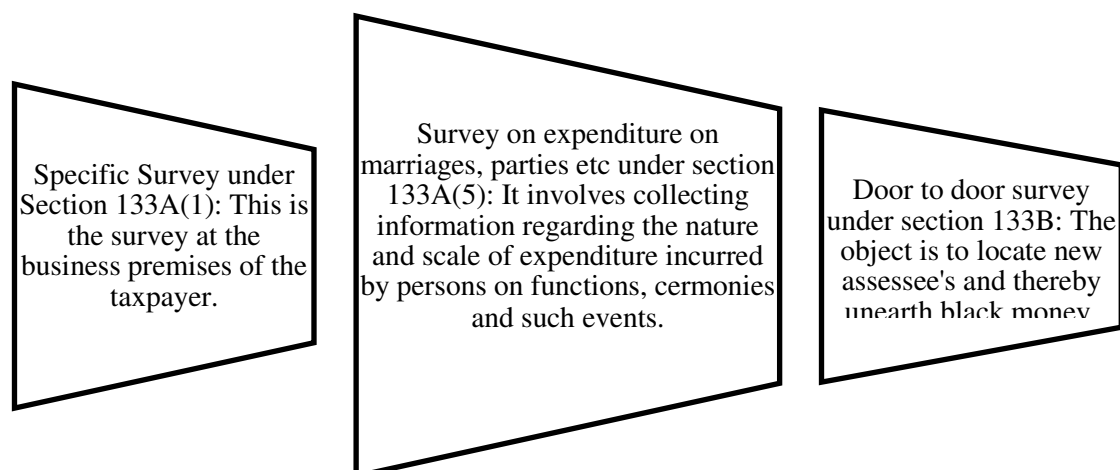 Specific Survey under
Section 133A(1): This is
the survey at the
business premises of the
taxpayer.
Survey on expenditure on
marriages, parties etc under section
133A(5): It involves collecting
information regarding the nature
and scale of expenditure incurred
by persons on functions, cermonies
and such events.
Door to door survey
under section 133B: The
object is to locate new
assessee's and thereby
unearth black money